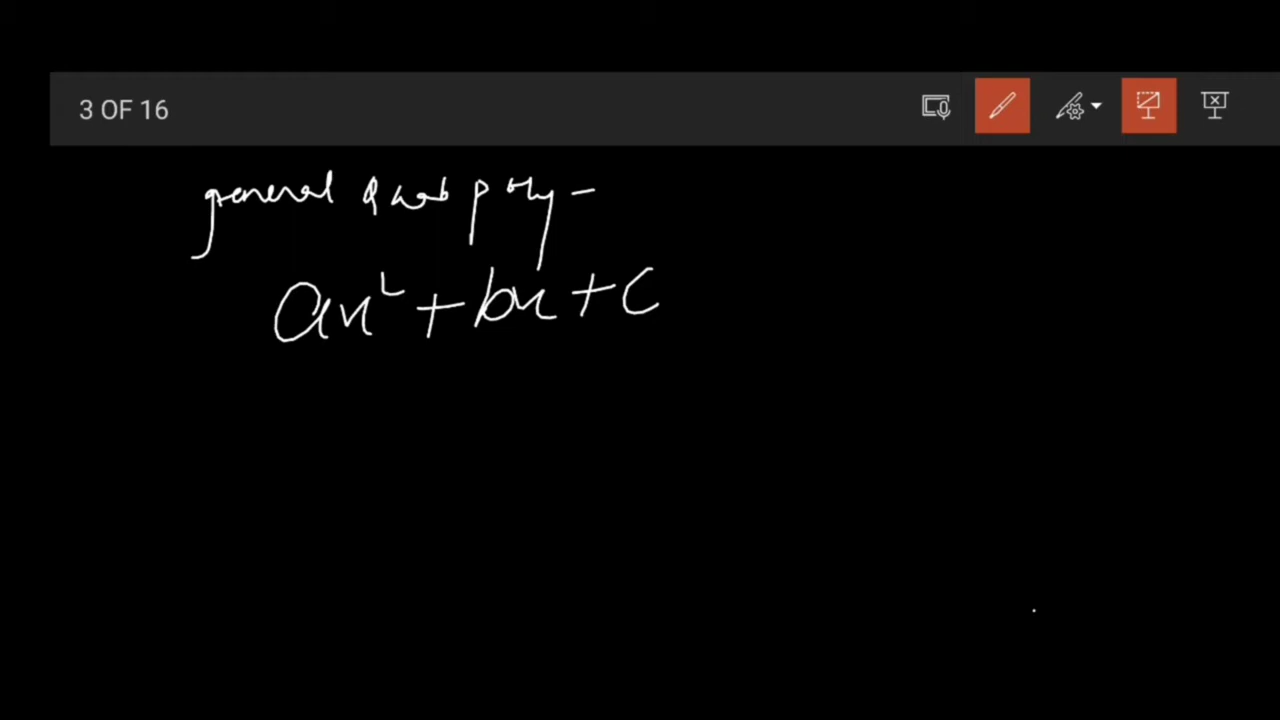 3 OF 16
general Quad poly -
ax² + bx + c